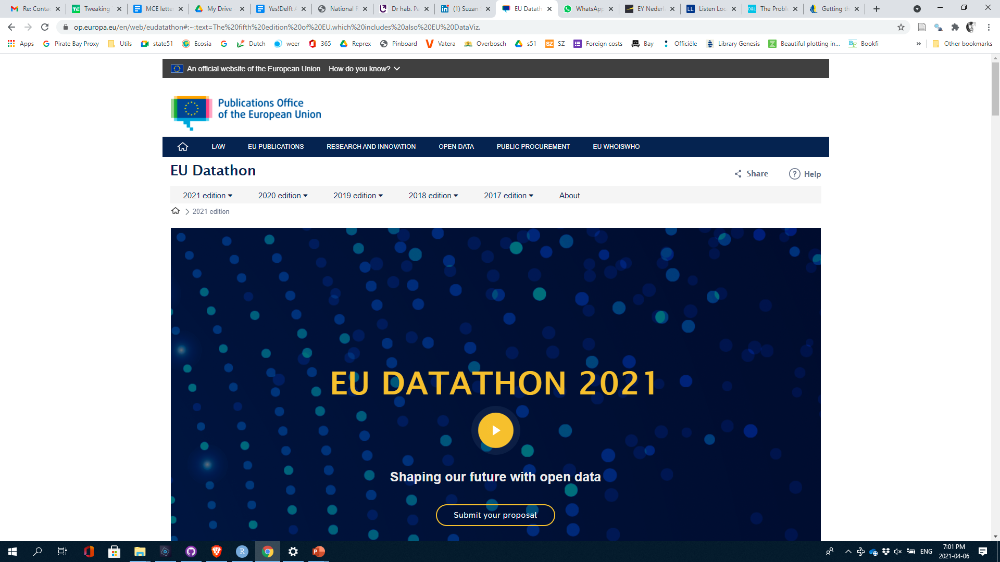 Re: Contac
Tweaking
MCE letter
My Drive
Yes!Delft A
National R
Dr hab. Pa
(1) Suzan
EU Datath
WhatsApp
EY Nederl
Listen Loc
The Proble
Getting th
op.europa.eu/en/web/eudatathon#:~:text=The%20fifth%20edition%20of%20EU,which%20includes%20also%20EU%20DataViz.
Apps
Pirate Bay Proxy
Utils
state51
Ecosia
Dutch
weer
365
Reprex
Pinboard
Vatera
Overbosch
s51
SZ
Foreign costs
Bay
Officiële
Library Genesis
Beautiful plotting in...
Bookfi
»
Other bookmarks
An official website of the European Union How do you know?
Publications Office
of the European Union
LAW
EU PUBLICATIONS
RESEARCH AND INNOVATION
OPEN DATA
PUBLIC PROCUREMENT
EU WHOISWHO
EU Datathon
Share
Help
2021 edition
2020 edition
2019 edition
2018 edition
2017 edition
About
2021 edition
EU DATATHON 2021
Shaping our future with open data
Submit your proposal
ENG
7:01 PM
2021-04-06